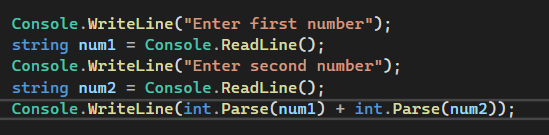 Console.WriteLine("Enter first number");
string num1 = Console.ReadLine();
Console.WriteLine("Enter second number");
string num2 = Console.ReadLine();
Console.WriteLine(int.Parse(num1) + int.Parse(num2));